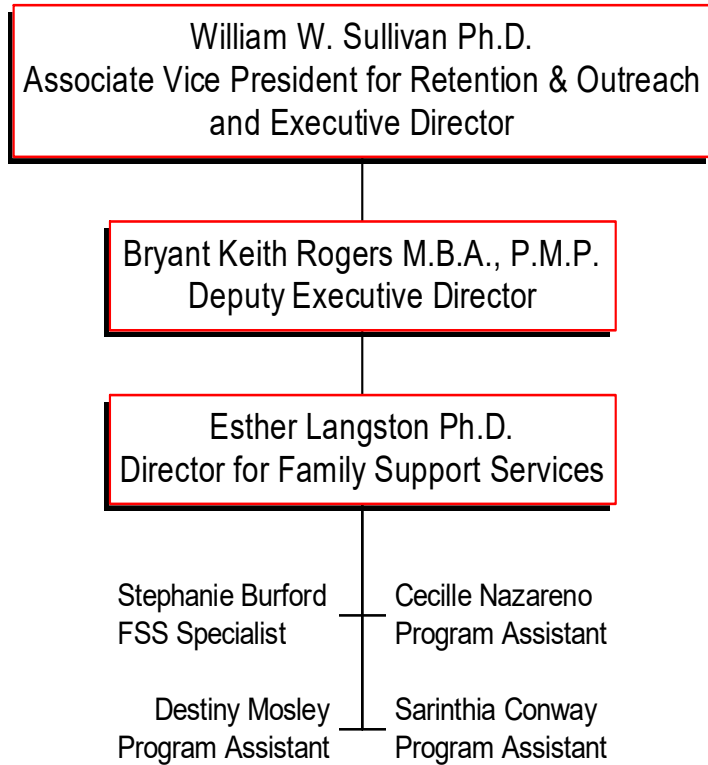 William W. Sullivan Ph.D.
Associate Vice President for Retention & Outreach
and Executive Director
Bryant Keith Rogers M.B.A., P.M.P.
Deputy Executive Director
Esther Langston Ph.D.
Director for Family Support Services
Stephanie Burford
FSS Specialist
Cecille Nazareno
Program Assistant
Destiny Mosley
Program Assistant
Sarinthia Conway
Program Assistant